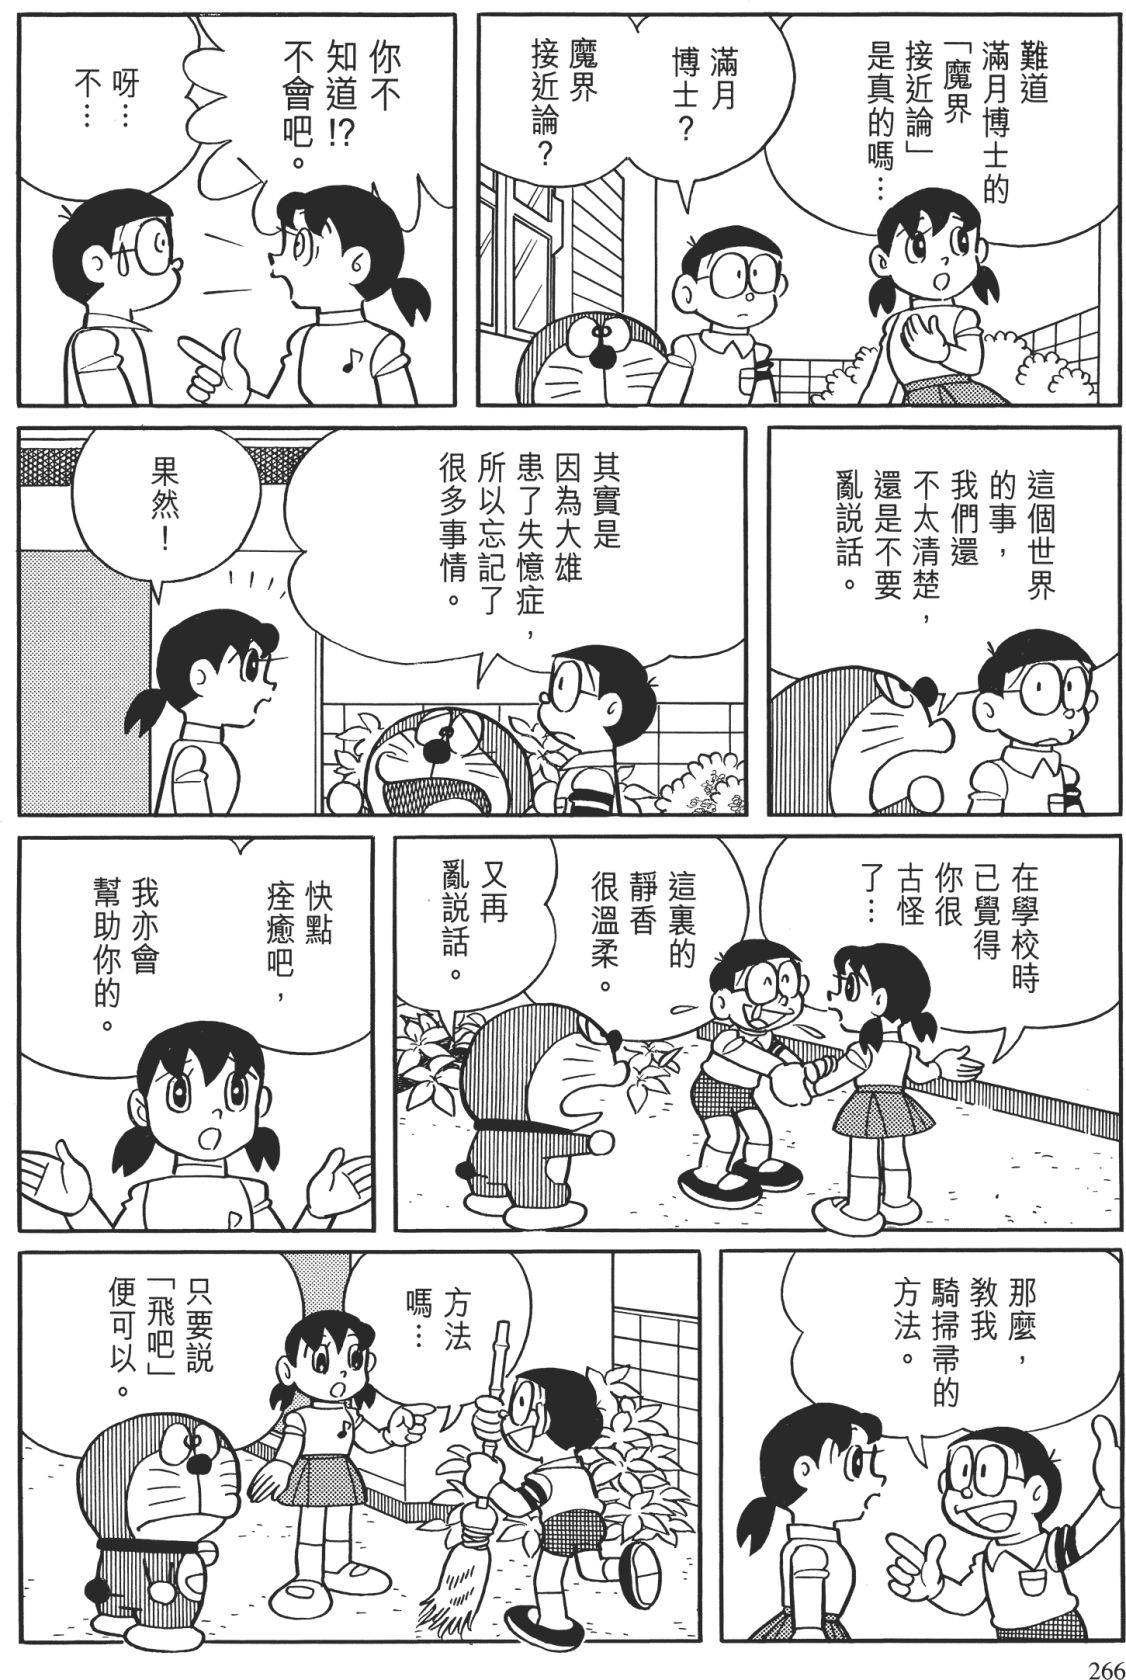 難道
滿月博士的
「魔界
接近論」
是真的嗎…
滿月
博士？
魔界
接近論？
你不
知道!?
不會吧。
呀…
不…
這個世界
的事，
我們還
不太清楚，
還是不要
亂説話。
其實是
因為大雄
患了失憶症，
所以忘記了
很多事情。
果然！
在學校時
已覺得
你很
古怪
了…
這裏的
靜香
很溫柔。
又再
亂説話。
快點
痊癒吧，
我亦會
幫助你的。
那麼，
教我
騎掃帚的
方法。
方法
嗎…
只要説
「飛吧」
便可以。
266